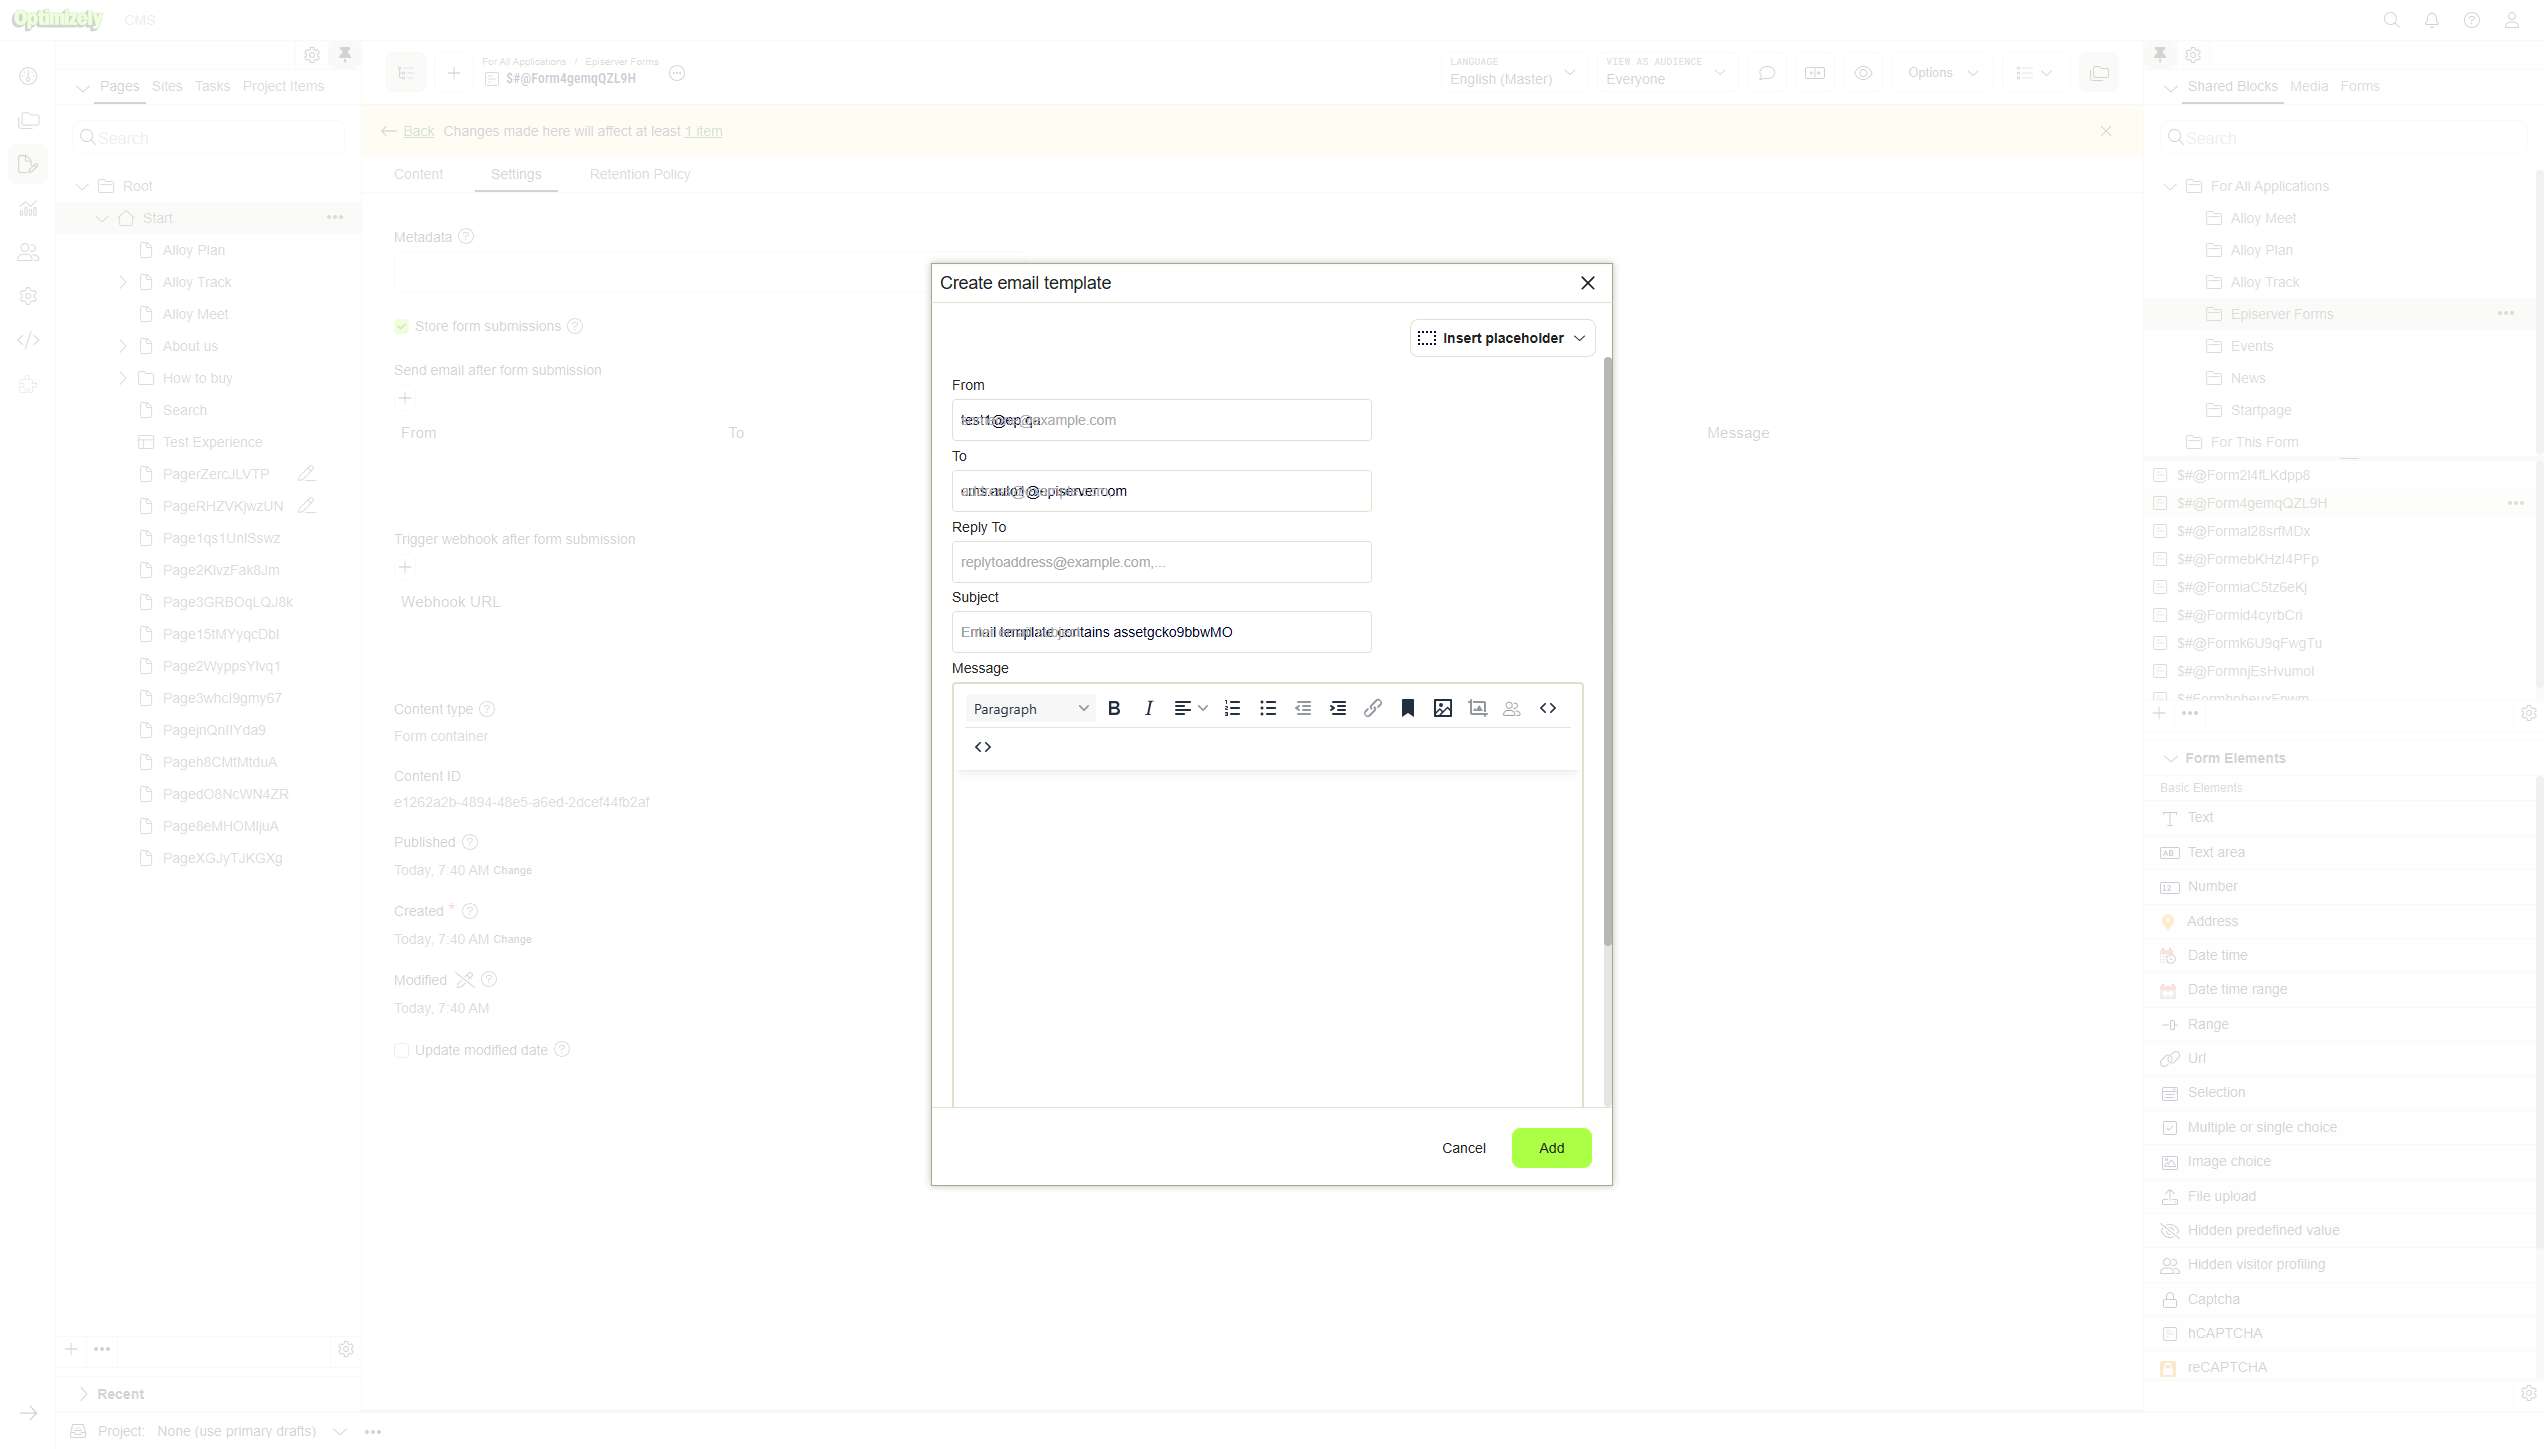 Optimizely CMS
Pages Sites Tasks Project Items
Search
Root
Start
Alloy Plan
Alloy Track
Alloy Meet
About us
How to buy
Search
Test Experience
PagerZercJLVTP
PageRHZVKjwzUN
Page1qs1UnlSswz
Page2KlvzFak8Jm
Page3GRBOqLQJ8k
Page15tMYyqcDbI
Page2WyppsYlvq1
Page3whcl9gmy67
PagejnQnIIYda9
Pageh8CMtMtduA
PagedO8NcWN4ZR
Page8eMHOMIjuA
PageXGJyTJKGXg
Recent
Project: None (use primary drafts)
For All Applications / Episerver Forms
$#@Form4gemqQZL9H
LANGUAGE
English (Master)
VIEW AS AUDIENCE
Everyone
Options
Back Changes made here will affect at least 1 item
Content Settings Retention Policy
Metadata
Store form submissions
Send email after form submission
From To Message
Trigger webhook after form submission
Webhook URL
Content type
Form container
Content ID
e1262a2b-4894-48e5-a6ed-2dcef44fb2af
Published
Today, 7:40 AM Change
Created *
Today, 7:40 AM Change
Modified
Today, 7:40 AM
Update modified date
Create email template
Insert placeholder
From
To
Reply To
replytoaddress@example.com,...
Subject
Email template contains assetgcko9bbwMO
Message
Paragraph
B I
Cancel Add
Shared Blocks Media Forms
Search
For All Applications
Alloy Meet
Alloy Plan
Alloy Track
Episerver Forms
Events
News
Startpage
For This Form
$#@Form2I4fLKdpp8
$#@Form4gemqQZL9H
$#@Formal28srfMDx
$#@FormebKHzI4PFp
$#@FormiaC5tz6eKj
$#@Formid4cyrbCri
$#@Formk6U9qFwgTu
$#@FormnjEsHvumol
Form Elements
Basic Elements
Text
Text area
Number
Address
Date time
Date time range
Range
Url
Selection
Multiple or single choice
Image choice
File upload
Hidden predefined value
Hidden visitor profiling
Captcha
hCAPTCHA
reCAPTCHA